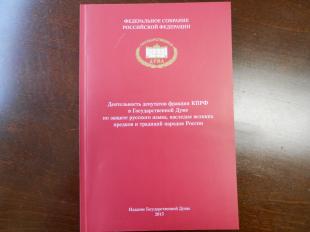 ФЕДЕРАЛЬНОЕ СОБРАНИЕ
РОССИЙСКОЙ ФЕДЕРАЦИИ
ДУМА
Деятельность депутатов фракции КПРФ
в Государственной Думе
по защите русского языка, наследия великих
предков и традиций народов России
Издание Государственной Думы
2015